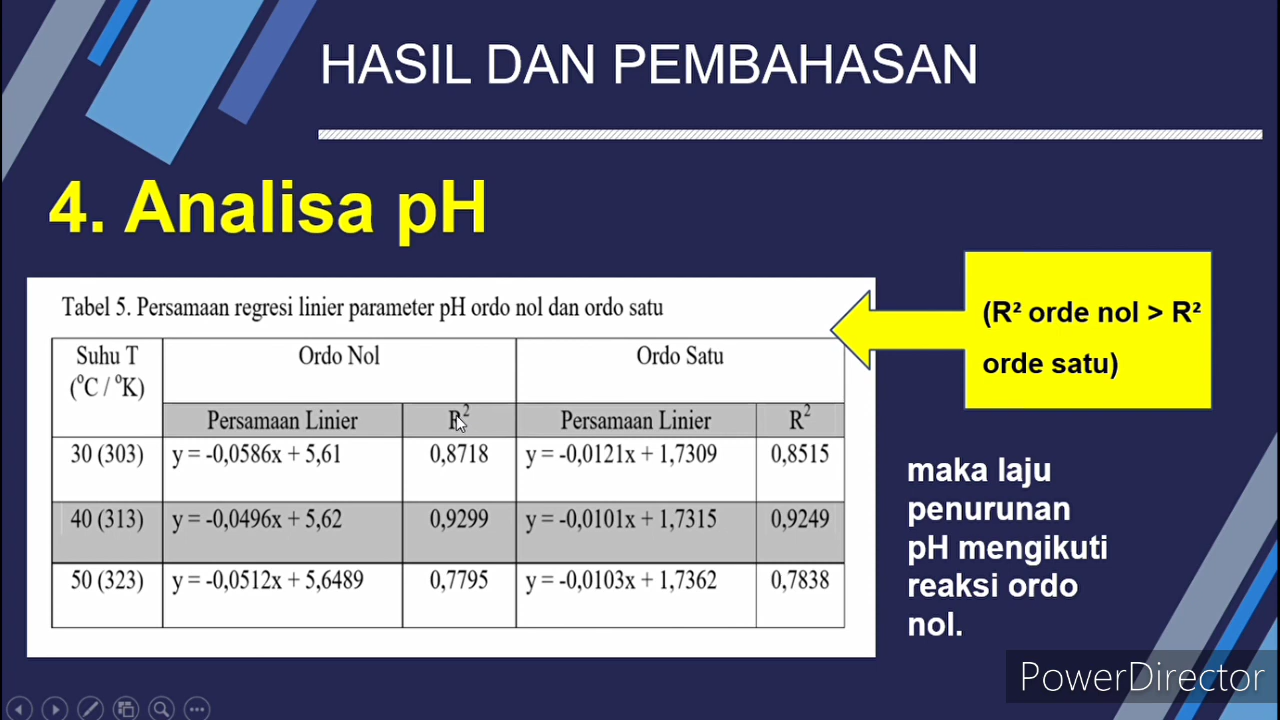 HASIL DAN PEMBAHASAN
4. Analisa pH
Tabel 5. Persamaan regresi linier parameter pH ordo nol dan ordo satu
Suhu T (⁰C / ⁰K) Ordo Nol Ordo Satu
Persamaan Linier R² Persamaan Linier R²
30 (303) y = -0,0586x + 5,61 0,8718 y = -0,0121x + 1,7309 0,8515
40 (313) y = -0,0496x + 5,62 0,9299 y = -0,0101x + 1,7315 0,9249
50 (323) y = -0,0512x + 5,6489 0,7795 y = -0,0103x + 1,7362 0,7838
(R² orde nol > R²
orde satu)
maka laju
penurunan
pH mengikuti
reaksi ordo
nol.
PowerDirector